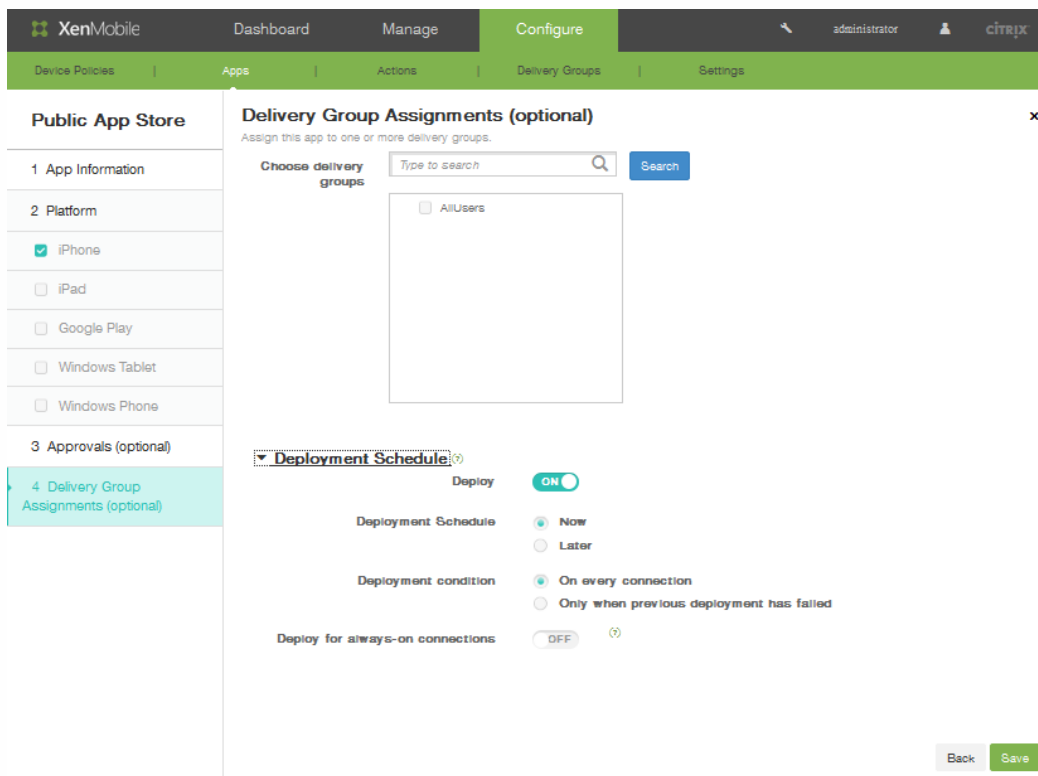 XenMobile Dashboard Manage Configure administrator CİTRIX
Device Policies | Apps | Actions | Delivery Groups | Settings
Public App Store
1 App Information
2 Platform
iPhone
iPad
Google Play
Windows Tablet
Windows Phone
3 Approvals (optional)
4 Delivery Group
Assignments (optional)
Delivery Group Assignments (optional)
×
Assign this app to one or more delivery groups.
Choose delivery
groups
Type to search
Search
AllUsers
Deployment Schedule (?)
Deploy ON
Deployment Schedule Now
Later
Deployment condition On every connection
Only when previous deployment has failed
Deploy for always-on connections OFF (?)
Back Save